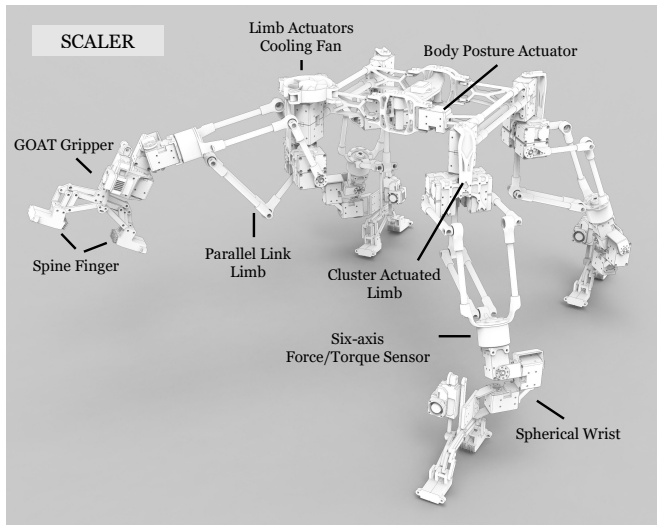 SCALER
Limb Actuators
Cooling Fan
Body Posture Actuator
GOAT Gripper
Spine Finger
Parallel Link
Limb
Cluster Actuated
Limb
Six-axis
Force/Torque Sensor
Spherical Wrist